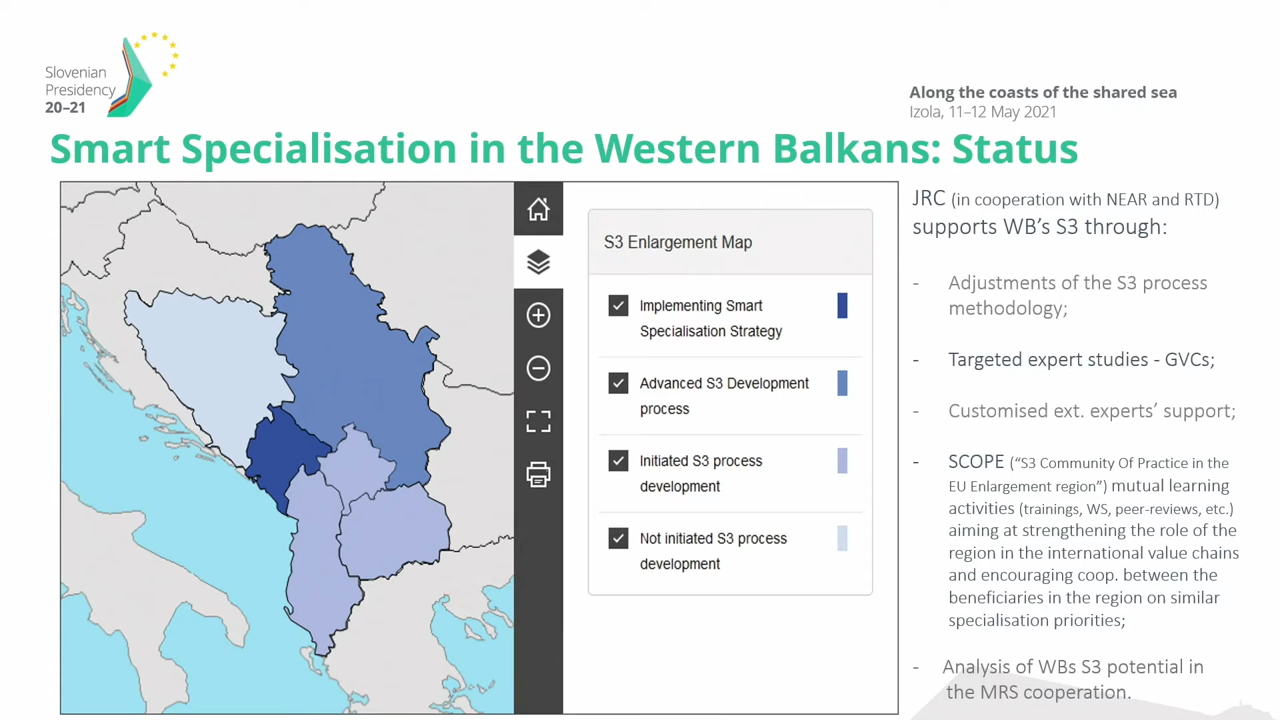 Slovenian
Presidency
20–21
Along the coasts of the shared sea
Izola, 11–12 May 2021
Smart Specialisation in the Western Balkans: Status
S3 Enlargement Map
Implementing Smart
Specialisation Strategy
Advanced S3 Development
process
Initiated S3 process
development
Not initiated S3 process
development
JRC (in cooperation with NEAR and RTD)
supports WB’s S3 through:
- Adjustments of the S3 process
methodology;
- Targeted expert studies - GVCs;
- Customised ext. experts’ support;
- SCOPE (“S3 Community Of Practice in the
EU Enlargement region”) mutual learning
activities (trainings, WS, peer-reviews, etc.)
aiming at strengthening the role of the
region in the international value chains
and encouraging coop. between the
beneficiaries in the region on similar
specialisation priorities;
- Analysis of WBs S3 potential in
the MRS cooperation.